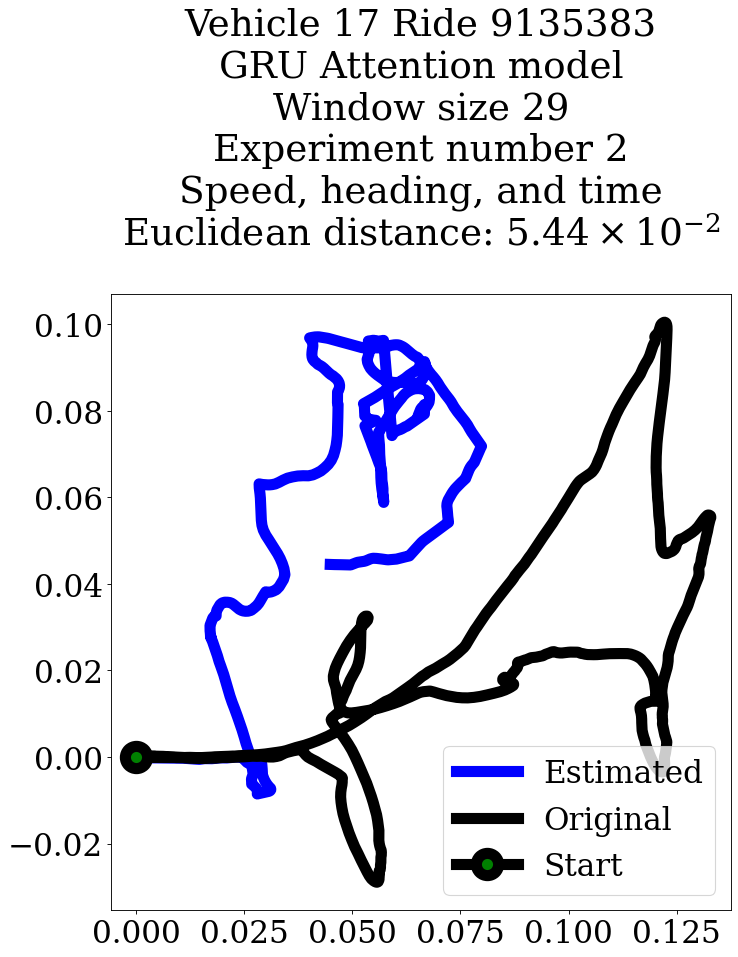 Vehicle 17 Ride 9135383
GRU Attention model
Window size 29
Experiment number 2
Speed, heading, and time
Euclidean distance: 5.44 × 10⁻²
0.10
0.08
0.06
0.04
0.02
0.00
−0.02
Estimated
Original
Start
0.000 0.025 0.050 0.075 0.100 0.125